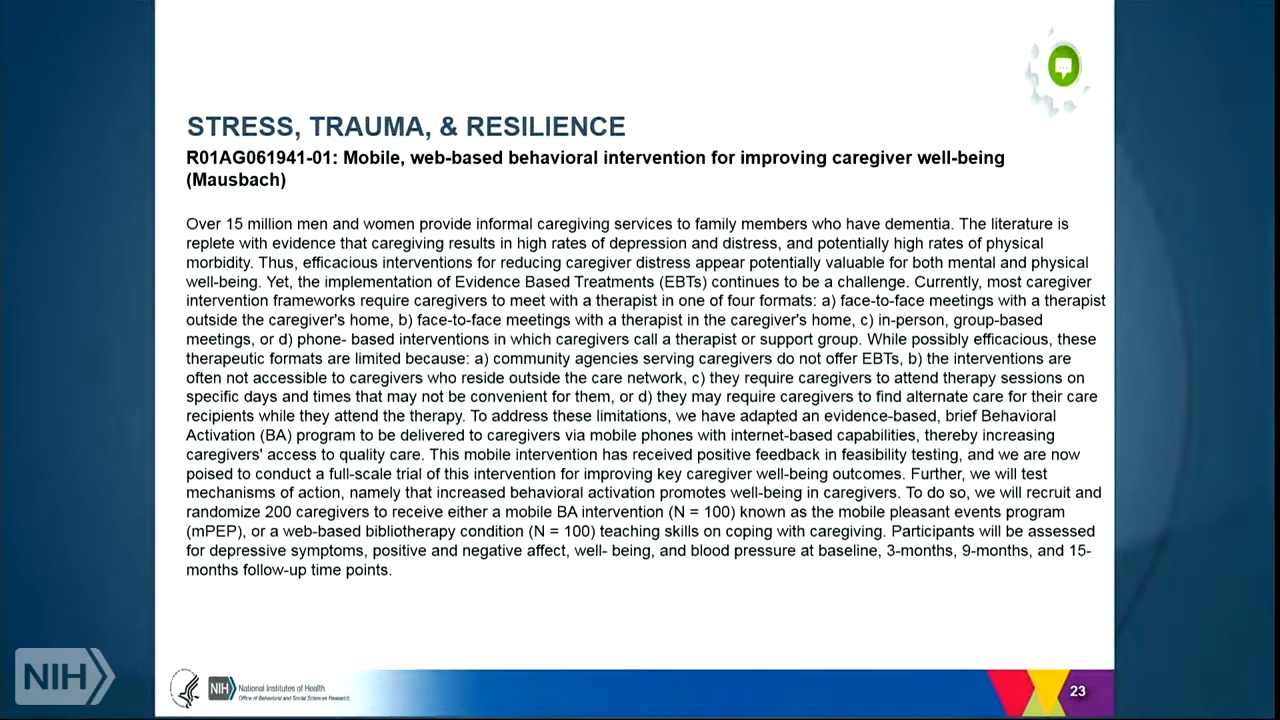 STRESS, TRAUMA, & RESILIENCE
R01AG061941-01: Mobile, web-based behavioral intervention for improving caregiver well-being
(Mausbach)
Over 15 million men and women provide informal caregiving services to family members who have dementia. The literature is
replete with evidence that caregiving results in high rates of depression and distress, and potentially high rates of physical
morbidity. Thus, efficacious interventions for reducing caregiver distress appear potentially valuable for both mental and physical
well-being. Yet, the implementation of Evidence Based Treatments (EBTs) continues to be a challenge. Currently, most caregiver
intervention frameworks require caregivers to meet with a therapist in one of four formats: a) face-to-face meetings with a therapist
outside the caregiver's home, b) face-to-face meetings with a therapist in the caregiver's home, c) in-person, group-based
meetings, or d) phone- based interventions in which caregivers call a therapist or support group. While possibly efficacious, these
therapeutic formats are limited because: a) community agencies serving caregivers do not offer EBTs, b) the interventions are
often not accessible to caregivers who reside outside the care network, c) they require caregivers to attend therapy sessions on
specific days and times that may not be convenient for them, or d) they may require caregivers to find alternate care for their care
recipients while they attend the therapy. To address these limitations, we have adapted an evidence-based, brief Behavioral
Activation (BA) program to be delivered to caregivers via mobile phones with internet-based capabilities, thereby increasing
caregivers' access to quality care. This mobile intervention has received positive feedback in feasibility testing, and we are now
poised to conduct a full-scale trial of this intervention for improving key caregiver well-being outcomes. Further, we will test
mechanisms of action, namely that increased behavioral activation promotes well-being in caregivers. To do so, we will recruit and
randomize 200 caregivers to receive either a mobile BA intervention (N = 100) known as the mobile pleasant events program
(mPEP), or a web-based bibliotherapy condition (N = 100) teaching skills on coping with caregiving. Participants will be assessed
for depressive symptoms, positive and negative affect, well- being, and blood pressure at baseline, 3-months, 9-months, and 15-
months follow-up time points.
NIH
NIH
National Institutes of Health
Office of Behavioral and Social Sciences Research
23